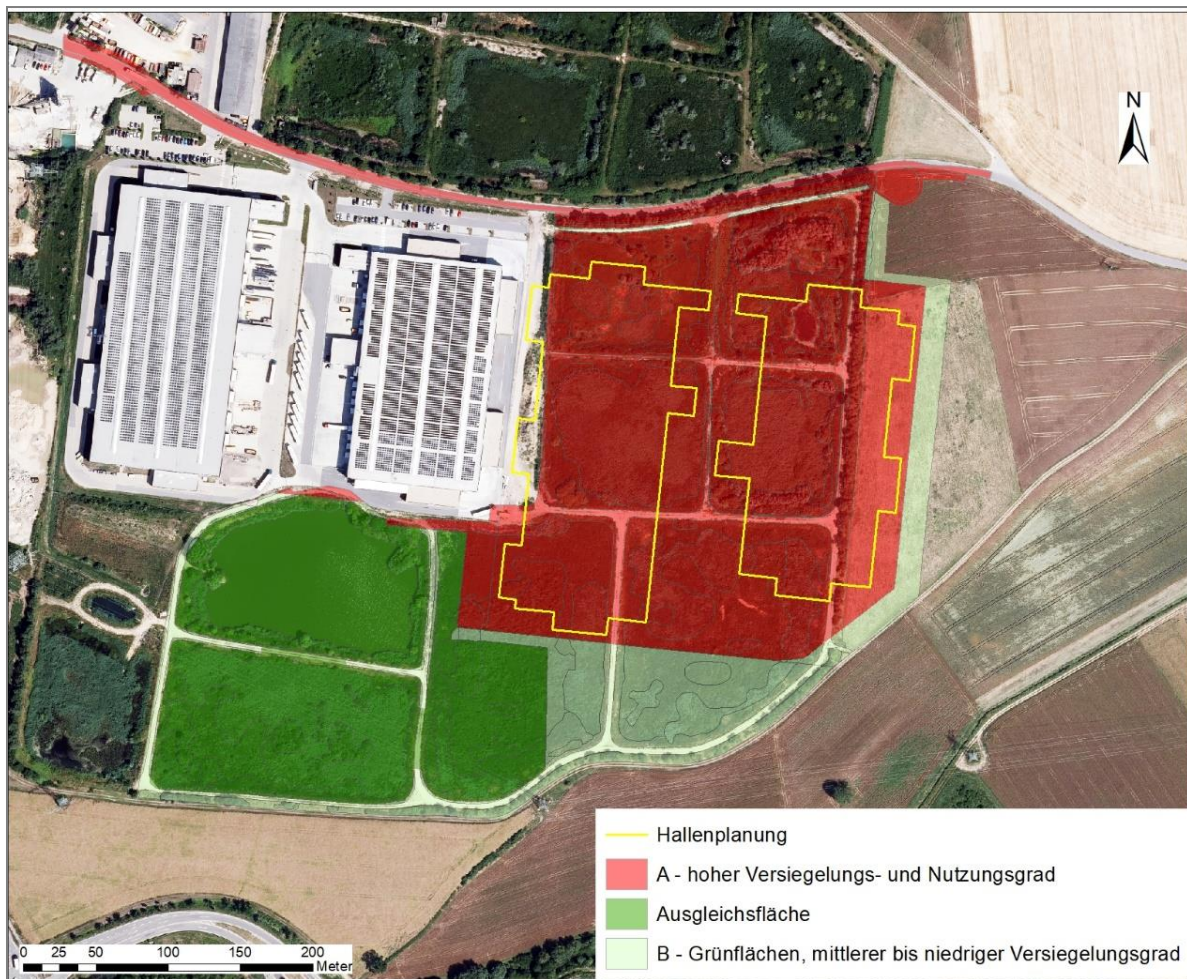 N
Hallenplanung
A - hoher Versiegelungs- und Nutzungsgrad
Ausgleichsfläche
B - Grünflächen, mittlerer bis niedriger Versiegelungsgrad
0 25 50 100 150 200
Meter